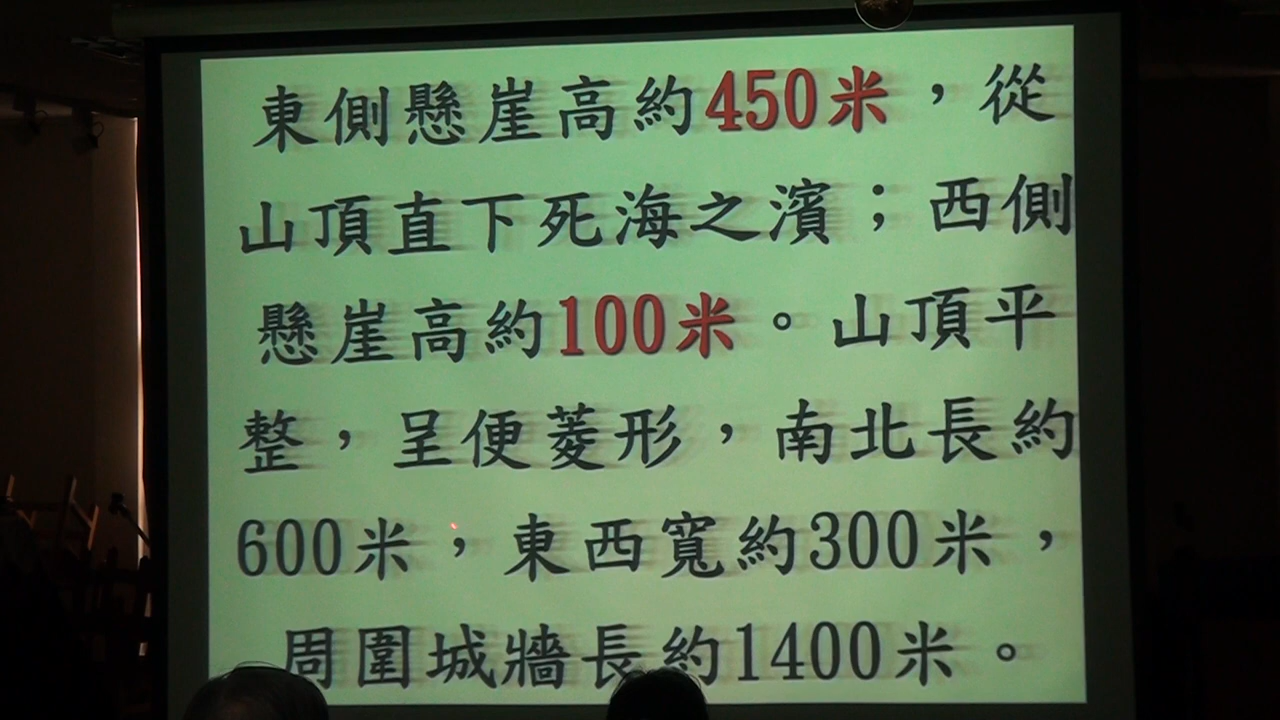 東側懸崖高約450米，從
山頂直下死海之濱；西側
懸崖高約100米。山頂平
整，呈便菱形，南北長約
600米，東西寬約300米，
周圍城牆長約1400米。